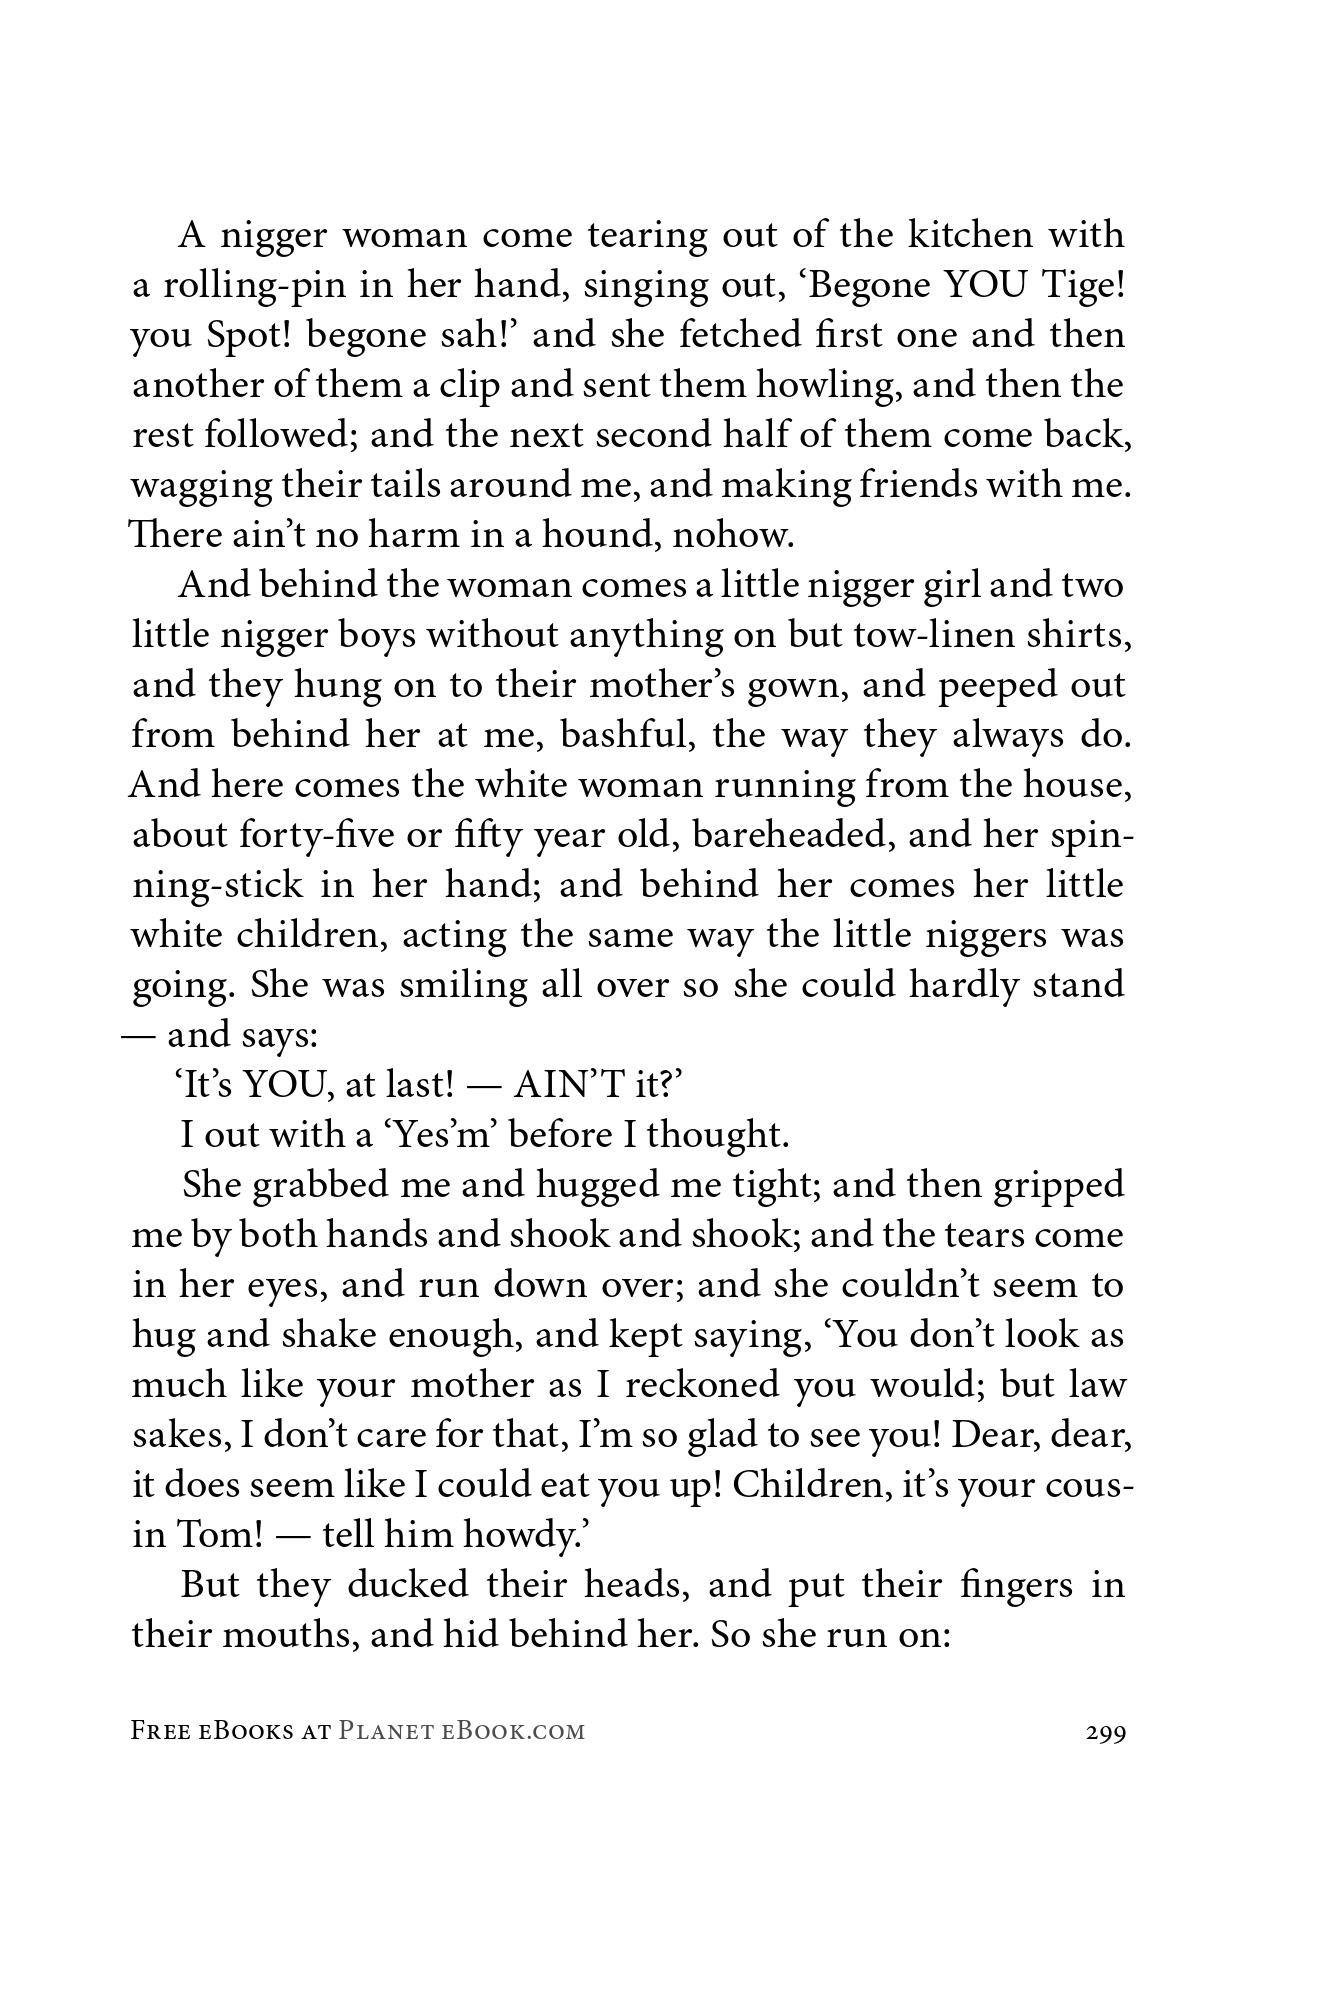 A nigger woman come tearing out of the kitchen with
a rolling-pin in her hand, singing out, ‘Begone YOU Tige!
you Spot! begone sah!’ and she fetched first one and then
another of them a clip and sent them howling, and then the
rest followed; and the next second half of them come back,
wagging their tails around me, and making friends with me.
There ain’t no harm in a hound, nohow.
And behind the woman comes a little nigger girl and two
little nigger boys without anything on but tow-linen shirts,
and they hung on to their mother’s gown, and peeped out
from behind her at me, bashful, the way they always do.
And here comes the white woman running from the house,
about forty-five or fifty year old, bareheaded, and her spin-
ning-stick in her hand; and behind her comes her little
white children, acting the same way the little niggers was
going. She was smiling all over so she could hardly stand
— and says:
‘It’s YOU, at last! — AIN’T it?’
I out with a ‘Yes’m’ before I thought.
She grabbed me and hugged me tight; and then gripped
me by both hands and shook and shook; and the tears come
in her eyes, and run down over; and she couldn’t seem to
hug and shake enough, and kept saying, ‘You don’t look as
much like your mother as I reckoned you would; but law
sakes, I don’t care for that, I’m so glad to see you! Dear, dear,
it does seem like I could eat you up! Children, it’s your cous-
in Tom! — tell him howdy.’
But they ducked their heads, and put their fingers in
their mouths, and hid behind her. So she run on:
Free eBooks at Planet eBook.com 299